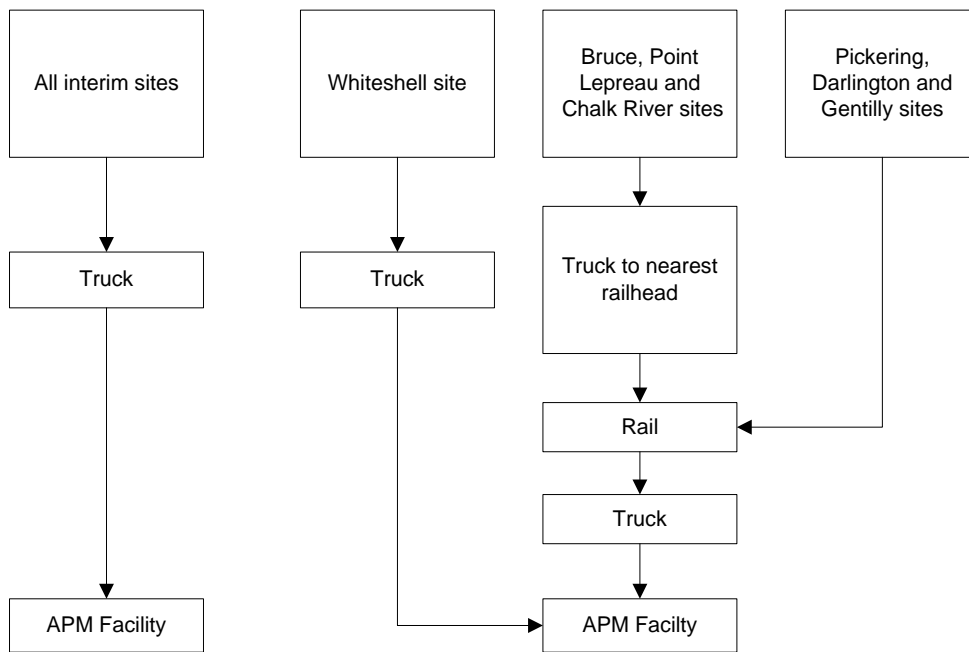 All interim sites
Whiteshell site
Bruce, Point
Lepreau and
Chalk River sites
Pickering,
Darlington and
Gentilly sites
Truck
Truck
Truck to nearest
railhead
Rail
Truck
APM Facility
APM Facilty